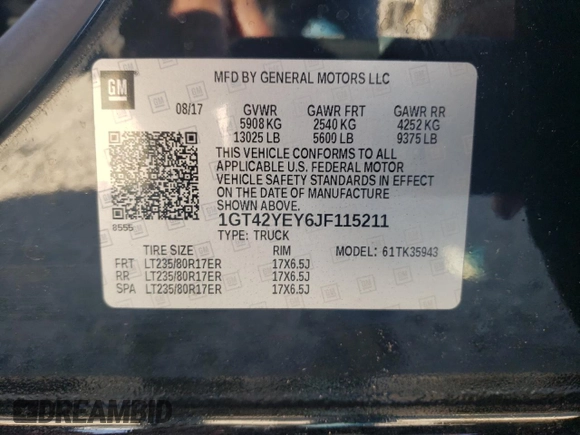 GM
MFD BY GENERAL MOTORS LLC
08/17 GVWR GAWR FRT GAWR RR
5908 KG 2540 KG 4252 KG
13025 LB 5600 LB 9375 LB
THIS VEHICLE CONFORMS TO ALL
APPLICABLE U.S. FEDERAL MOTOR
VEHICLE SAFETY STANDARDS IN EFFECT
ON THE DATE OF MANUFACTURE
SHOWN ABOVE.
8555
1GT42YEY6JF115211
TYPE: TRUCK
TIRE SIZE RIM MODEL: 61TK35943
FRT LT235/80R17ER 17X6.5J
RR LT235/80R17ER 17X6.5J
SPA LT235/80R17ER 17X6.5J
DREAMBID